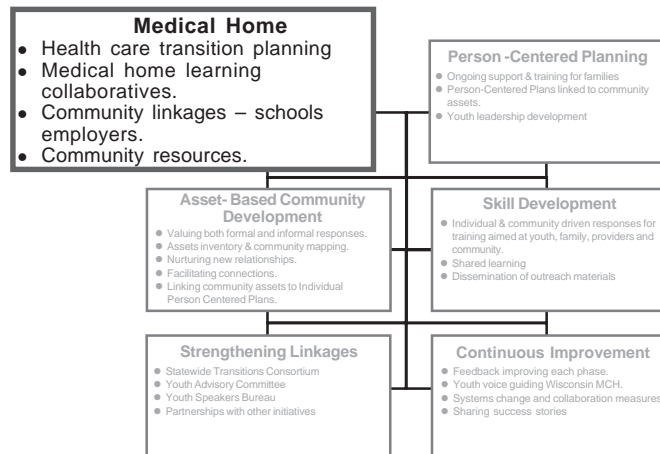 Medical Home
● Health care transition planning
● Medical home learning
collaboratives.
● Community linkages – schools
employers.
● Community resources.
Person -Centered Planning
● Ongoing support & training for families
● Person-Centered Plans linked to community
assets.
● Youth leadership development
Asset- Based Community
Development
● Valuing both formal and informal responses.
● Assets inventory & community mapping.
● Nurturing new relationships.
● Facilitating connections.
● Linking community assets to Individual
Person Centered Plans.
Skill Development
● Individual & community driven responses for
training aimed at youth, family, providers and
community.
● Shared learning
● Dissemination of outreach materials
Strengthening Linkages
● Statewide Transitions Consortium
● Youth Advisory Committee
● Youth Speakers Bureau
● Partnerships with other initiatives
Continuous Improvement
● Feedback improving each phase.
● Youth voice guiding Wisconsin MCH.
● Systems change and collaboration measures
● Sharing success stories